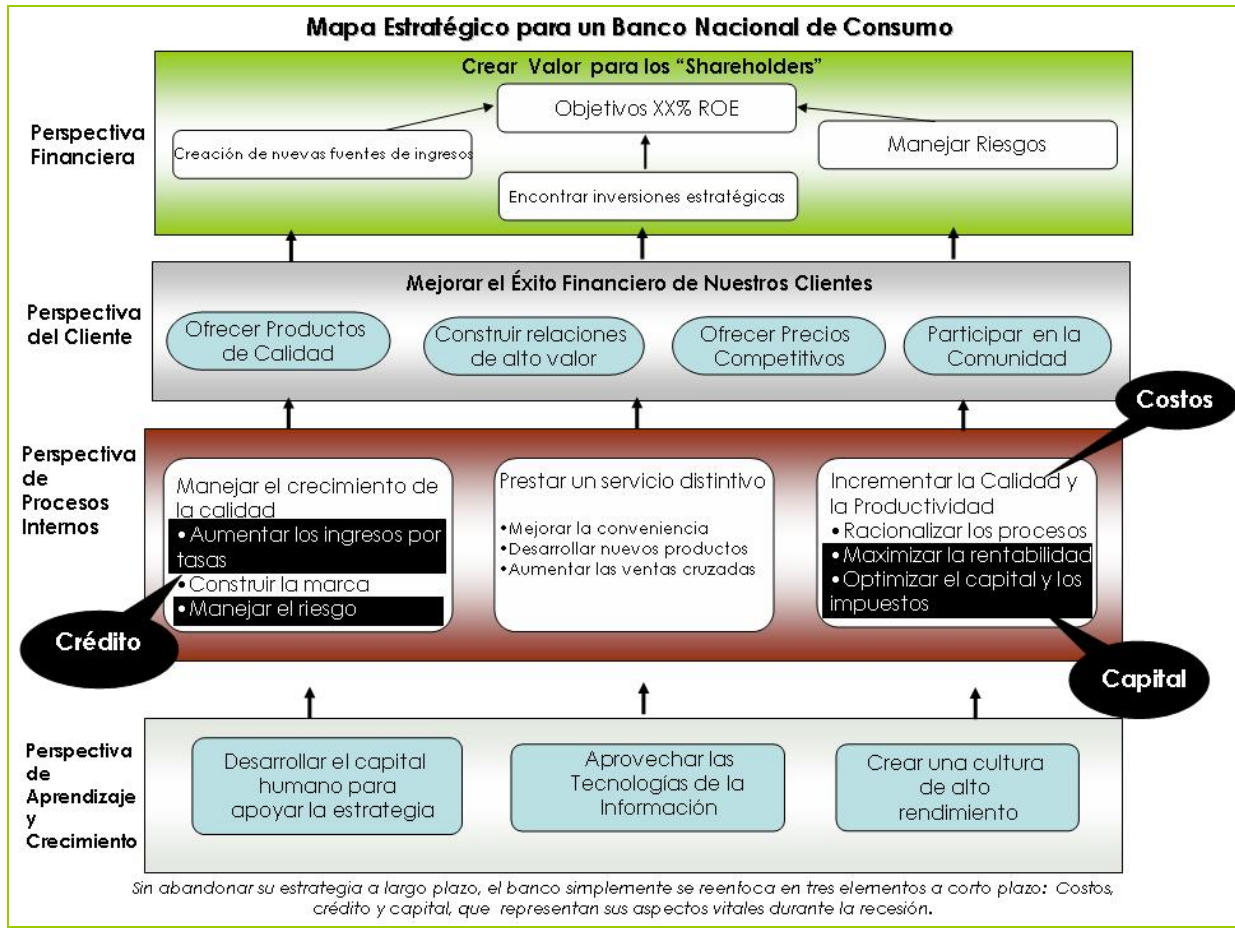 Mapa Estratégico para un Banco Nacional de Consumo
Crear Valor para los "Shareholders"
Perspectiva
Financiera
Objetivos XX% ROE
Creación de nuevas fuentes de ingresos
Manejar Riesgos
Encontrar inversiones estratégicas
Perspectiva
del Cliente
Mejorar el Éxito Financiero de Nuestros Clientes
Ofrecer Productos
de Calidad
Construir relaciones
de alto valor
Ofrecer Precios
Competitivos
Participar en la
Comunidad
Costos
Perspectiva
de
Procesos
Internos
Manejar el crecimiento de
la calidad
• Aumentar los ingresos por
tasas
• Construir la marca
• Manejar el riesgo
Crédito
Prestar un servicio distintivo
• Mejorar la conveniencia
• Desarrollar nuevos productos
• Aumentar las ventas cruzadas
Incrementar la Calidad y
la Productividad
• Racionalizar los procesos
• Maximizar la rentabilidad
• Optimizar el capital y los
impuestos
Capital
Perspectiva
de
Aprendizaje
y
Crecimiento
Desarrollar el capital
humano para
apoyar la estrategia
Aprovechar las
Tecnologías de la
Información
Crear una cultura
de alto
rendimiento
Sin abandonar su estrategia a largo plazo, el banco simplemente se reenfoca en tres elementos a corto plazo: Costos,
crédito y capital, que representan sus aspectos vitales durante la recesión.